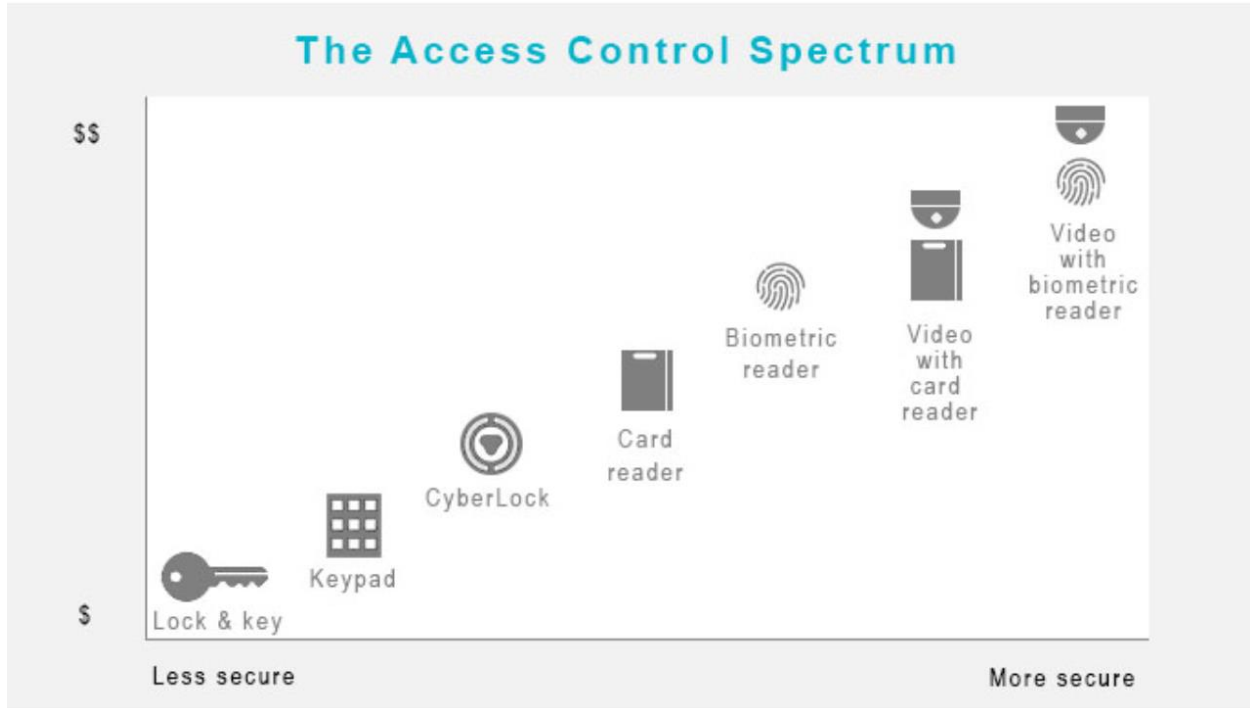 The Access Control Spectrum
$$
Video
with
biometric
reader
Video
with
card
reader
Biometric
reader
Card
reader
CyberLock
Keypad
$
Lock & key
Less secure
More secure